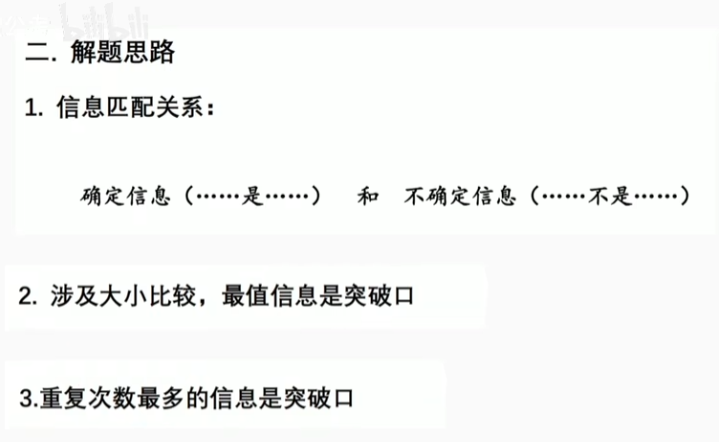 bilibili
二. 解题思路
1. 信息匹配关系：
确定信息（……是……） 和 不确定信息（……不是……）
2. 涉及大小比较，最值信息是突破口
3.重复次数最多的信息是突破口